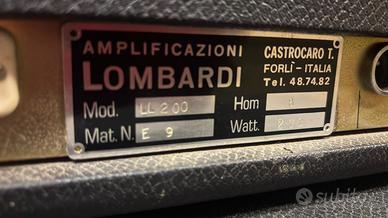 AMPLIFICAZIONI
LOMBARDI
CASTROCARO T.
FORLÌ - ITALIA
Tel. 48.74.82
Mod. LL 200 Hom
Mat. N. E 9 Watt.
subito